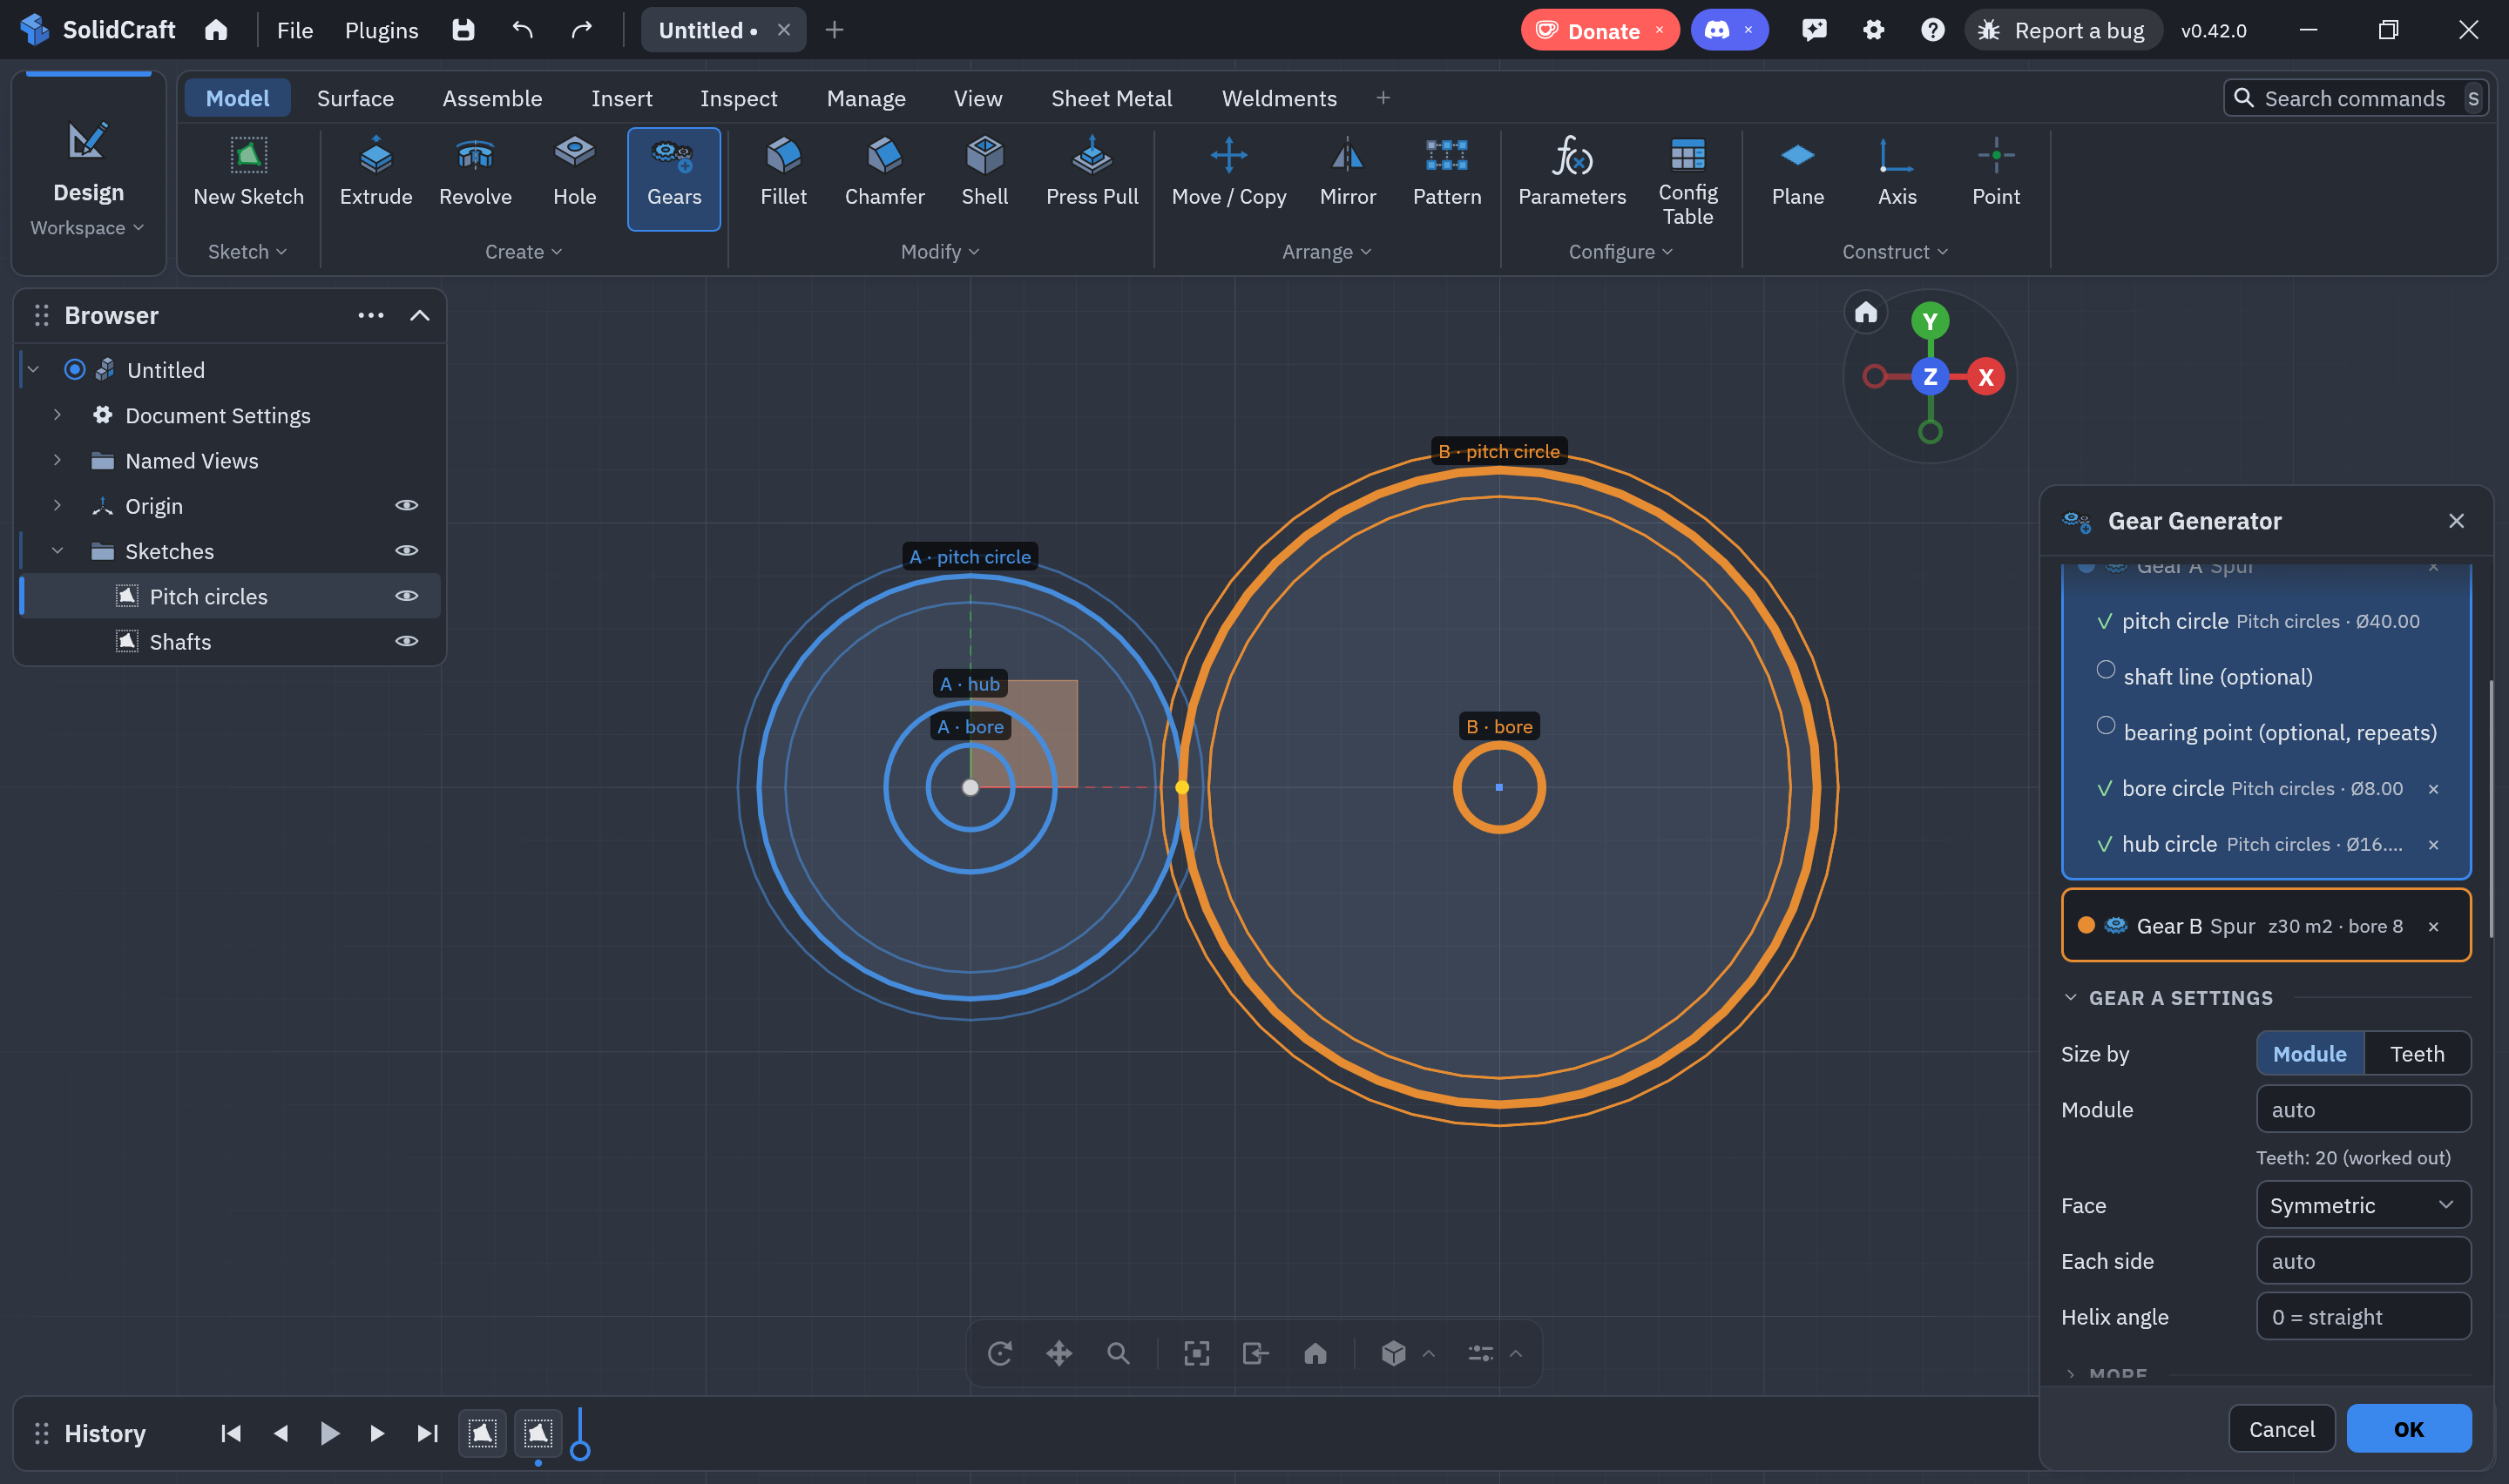 SolidCraft File Plugins Untitled • Donate × × Report a bug v0.42.0
Design
Workspace
Model Surface Assemble Insert Inspect Manage View Sheet Metal Weldments + Search commands S
New Sketch Extrude Revolve Hole Gears Fillet Chamfer Shell Press Pull Move / Copy Mirror Pattern Parameters Config Table Plane Axis Point
Sketch Create Modify Arrange Configure Construct
Browser
Untitled
Document Settings
Named Views
Origin
Sketches
Pitch circles
Shafts
Y
Z X
B · pitch circle
A · pitch circle
A · hub
A · bore
B · bore
Gear Generator
Gear A Spur
pitch circle Pitch circles · Ø40.00
shaft line (optional)
bearing point (optional, repeats)
bore circle Pitch circles · Ø8.00 ×
hub circle Pitch circles · Ø16.... ×
Gear B Spur z30 m2 · bore 8 ×
GEAR A SETTINGS
Size by Module Teeth
Module auto
Teeth: 20 (worked out)
Face Symmetric
Each side auto
Helix angle 0 = straight
MORE
Cancel OK
History